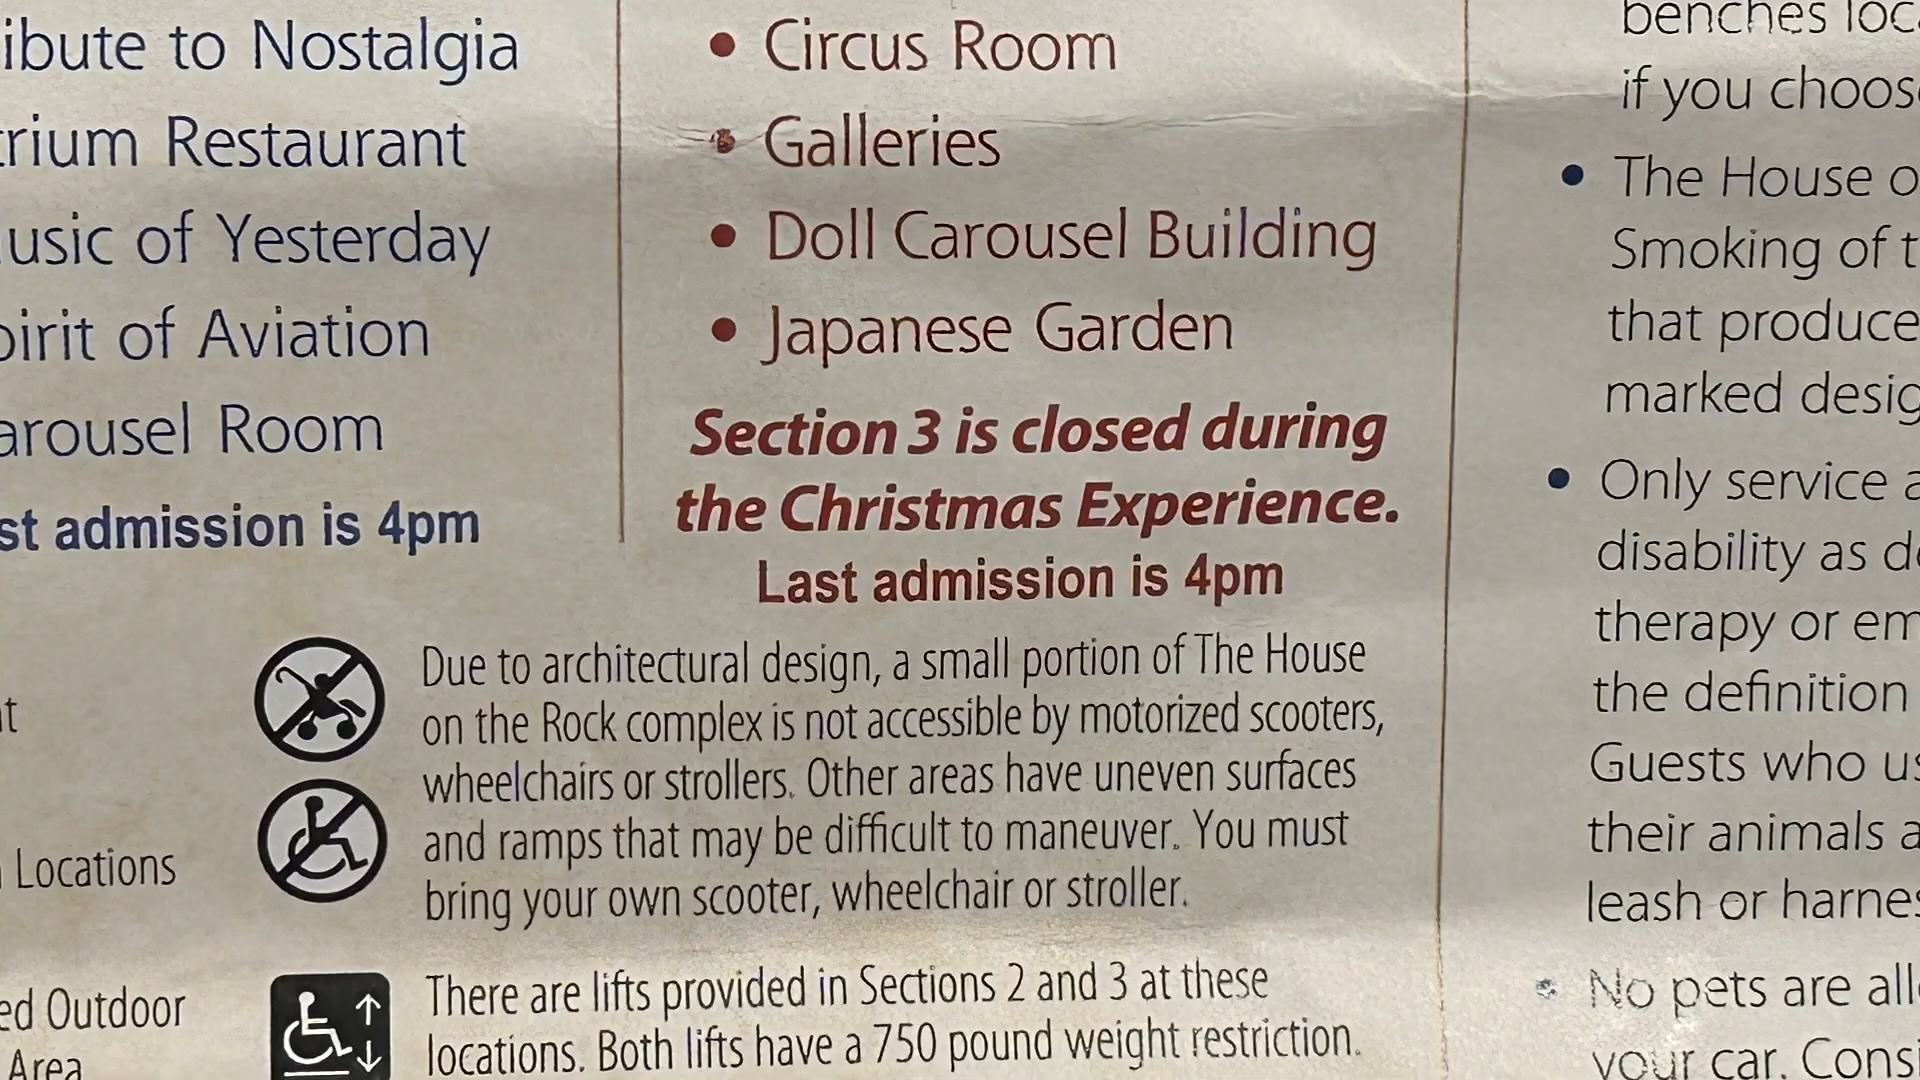 ibute to Nostalgia
trium Restaurant
usic of Yesterday
pirit of Aviation
arousel Room
st admission is 4pm
• Circus Room
• Galleries
• Doll Carousel Building
• Japanese Garden
Section 3 is closed during
the Christmas Experience.
Last admission is 4pm
t
Locations
ed Outdoor
Area
Due to architectural design, a small portion of The House
on the Rock complex is not accessible by motorized scooters,
wheelchairs or strollers. Other areas have uneven surfaces
and ramps that may be difficult to maneuver. You must
bring your own scooter, wheelchair or stroller.
There are lifts provided in Sections 2 and 3 at these
locations. Both lifts have a 750 pound weight restriction.
benches loc
if you choos
• The House o
Smoking of t
that produce
marked desig
• Only service a
disability as d
therapy or em
the definition
Guests who us
their animals a
leash or harnes
• No pets are all
your car. Consi